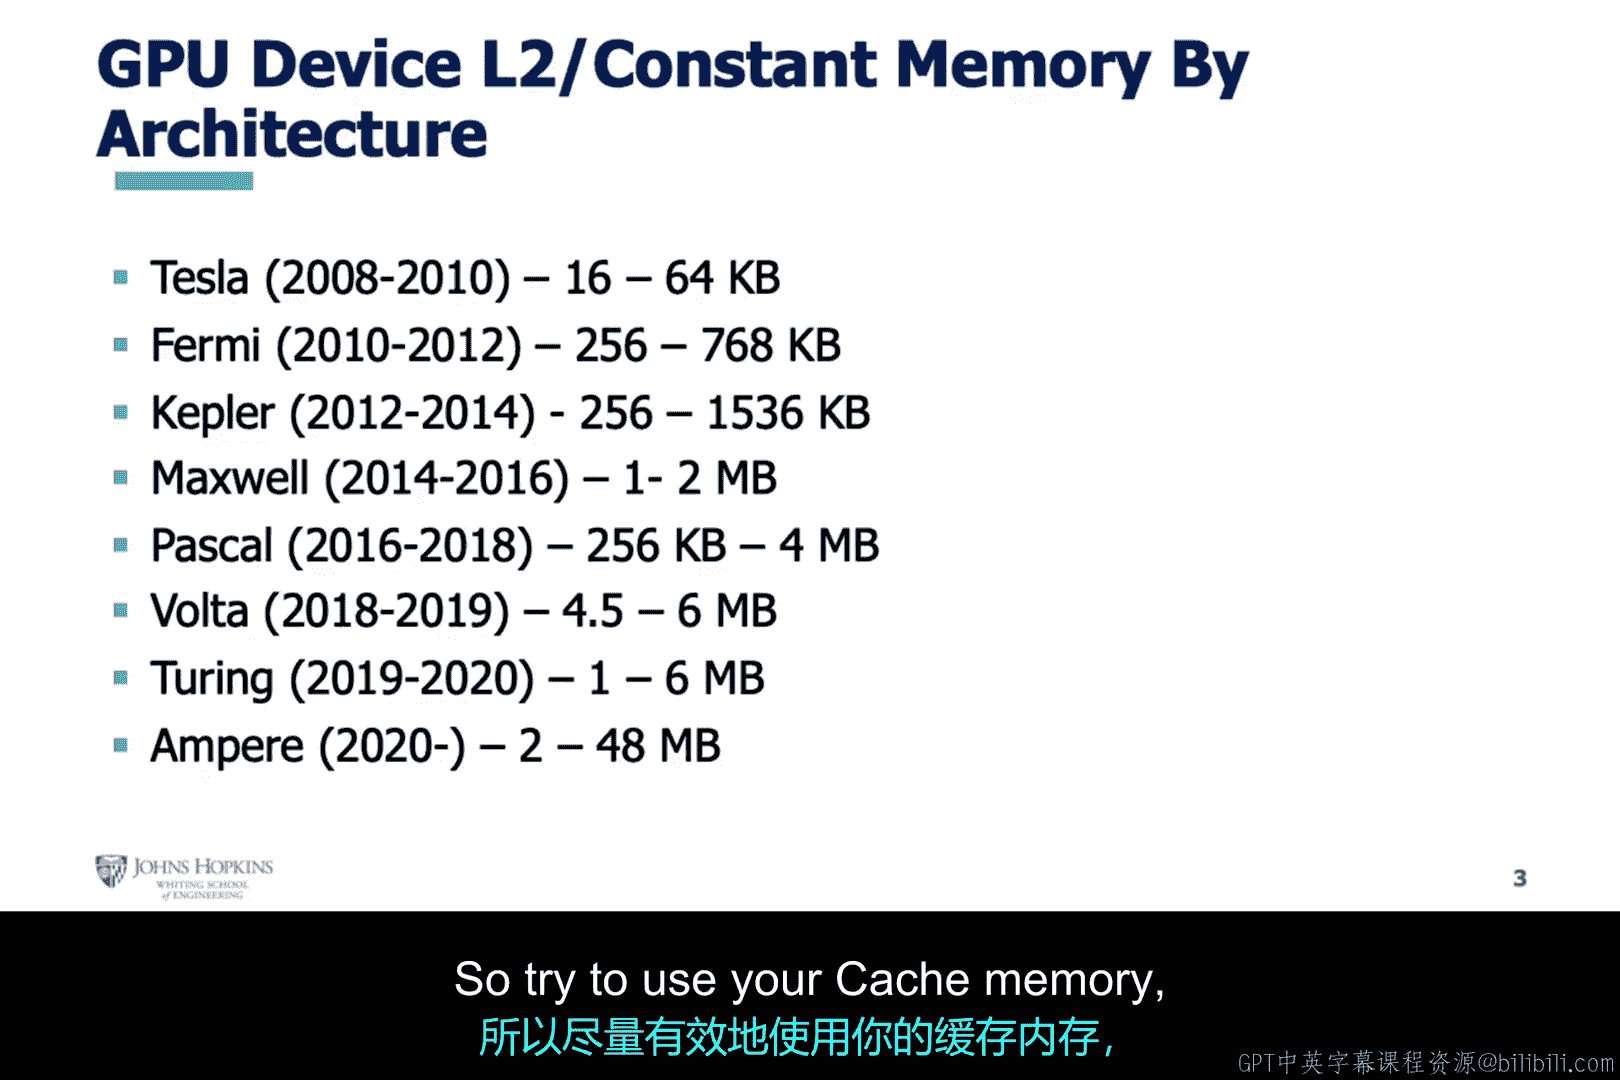 GPU Device L2/Constant Memory By
Architecture
Tesla (2008-2010) – 16 – 64 KB
Fermi (2010-2012) – 256 – 768 KB
Kepler (2012-2014) - 256 – 1536 KB
Maxwell (2014-2016) – 1- 2 MB
Pascal (2016-2018) – 256 KB – 4 MB
Volta (2018-2019) – 4.5 – 6 MB
Turing (2019-2020) – 1 – 6 MB
Ampere (2020-) – 2 – 48 MB
JOHNS HOPKINS
WHITING SCHOOL
of ENGINEERING
3
So try to use your Cache memory,
所以尽量有效地使用你的缓存内存，
GPT中英字幕课程资源@bilibili.com